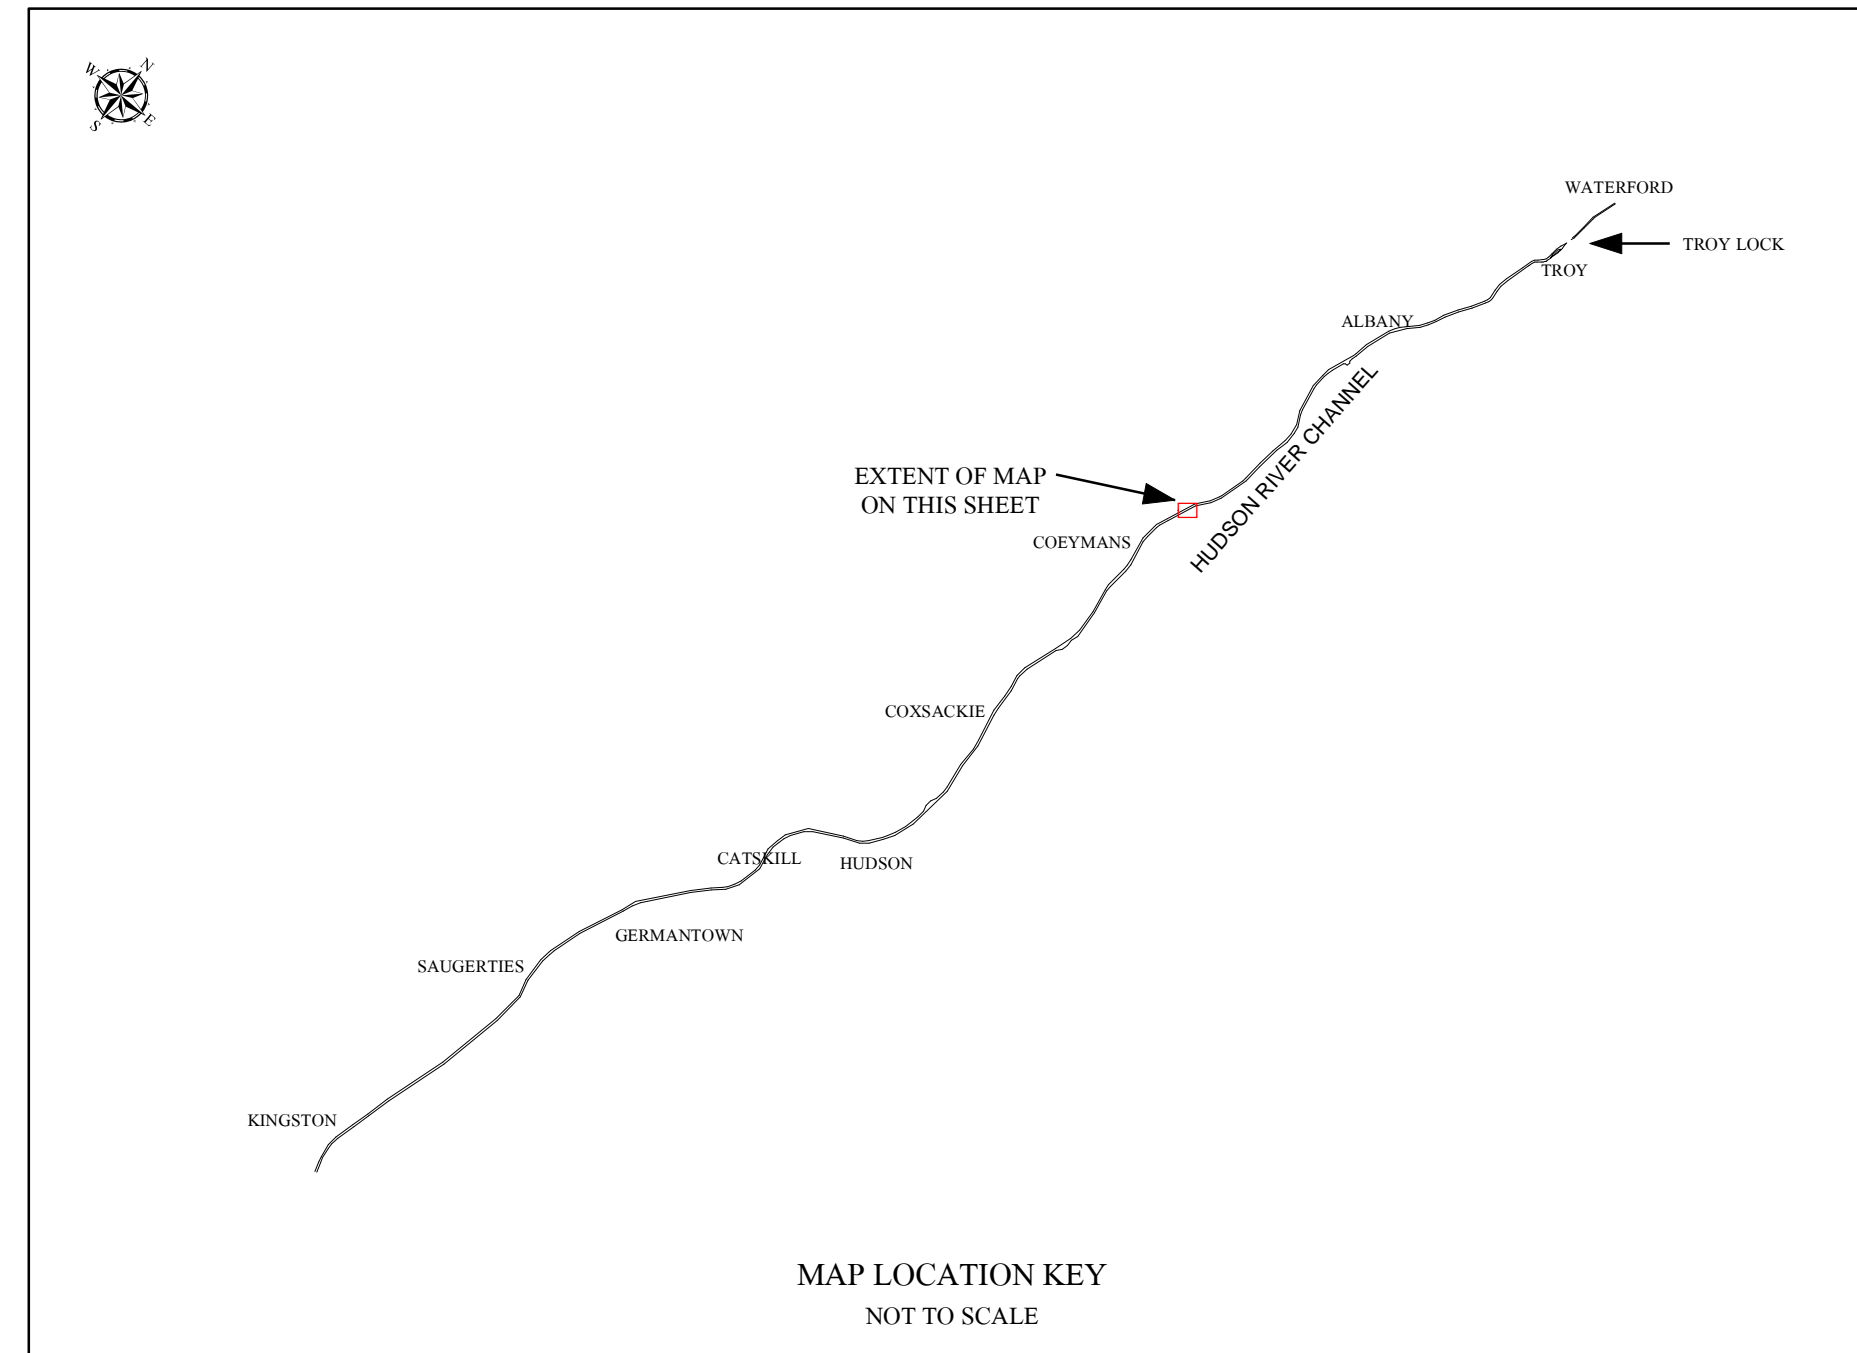 W
N
S
E
WATERFORD
TROY LOCK
TROY
ALBANY
HUDSON RIVER CHANNEL
EXTENT OF MAP
ON THIS SHEET
COEYMANS
COXSACKIE
CATSKILL
HUDSON
GERMANTOWN
SAUGERTIES
KINGSTON
MAP LOCATION KEY
NOT TO SCALE